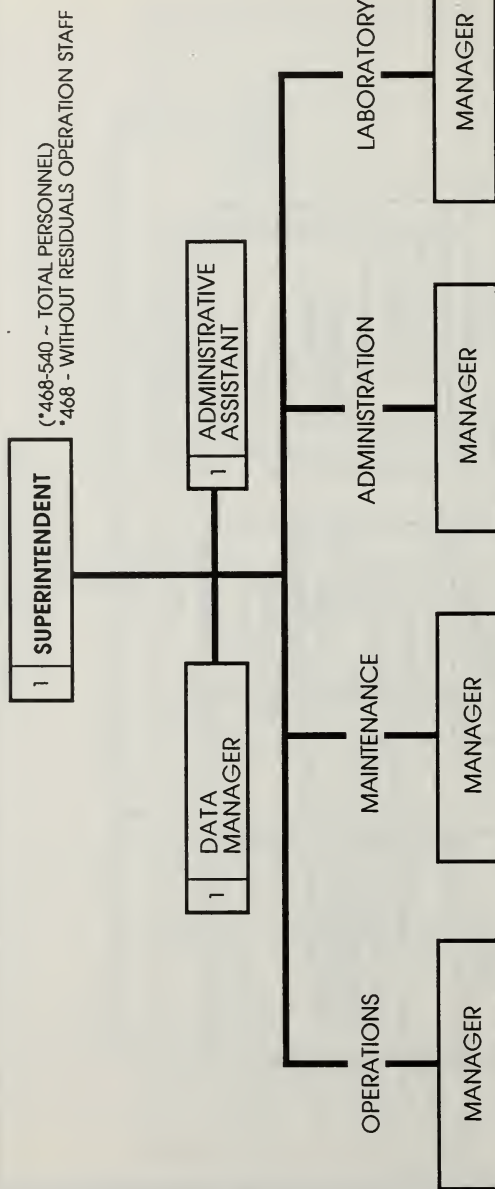 1 SUPERINTENDENT
(*468-540 ~ TOTAL PERSONNEL)
*468 - WITHOUT RESIDUALS OPERATION STAFF
1 DATA
MANAGER
1 ADMINISTRATIVE
ASSISTANT
OPERATIONS
MAINTENANCE
ADMINISTRATION
LABORATORY
MANAGER
MANAGER
MANAGER
MANAGER